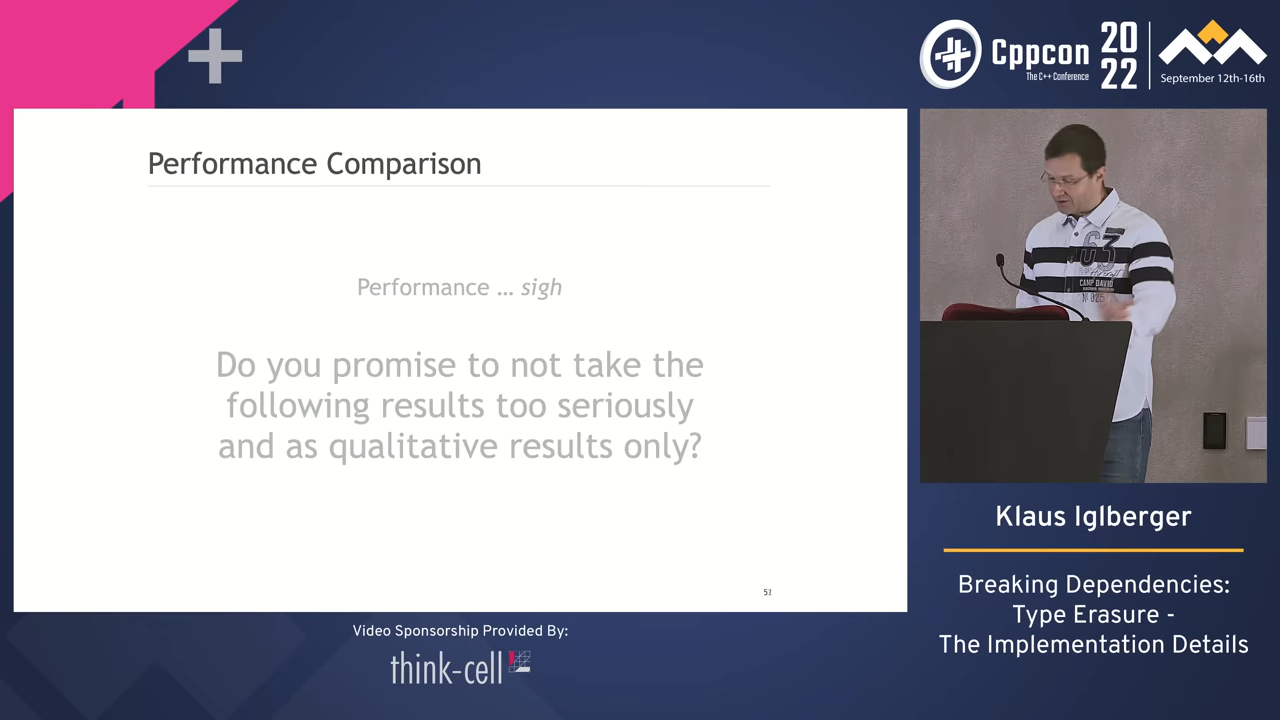 Cppcon
The C++ Conference
20
22
September 12th-16th
Performance Comparison
Performance ... sigh
Do you promise to not take the
following results too seriously
and as qualitative results only?
63
CAMP DAVID
Klaus Iglberger
Breaking Dependencies:
Type Erasure -
The Implementation Details
Video Sponsorship Provided By:
think-cell